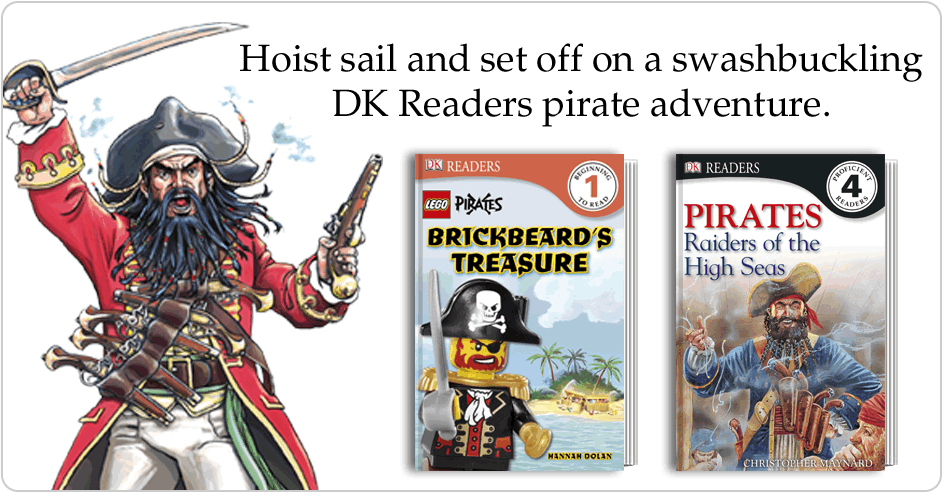 Hoist sail and set off on a swashbuckling
DK Readers pirate adventure.
DK READERS
BEGINNING
1
TO READ
LEGO PIRATES
BRICKBEARD'S
TREASURE
HANNAH DOLAN
DK READERS
PROFICIENT
4
READERS
PIRATES
Raiders of the
High Seas
CHRISTOPHER MAYNARD